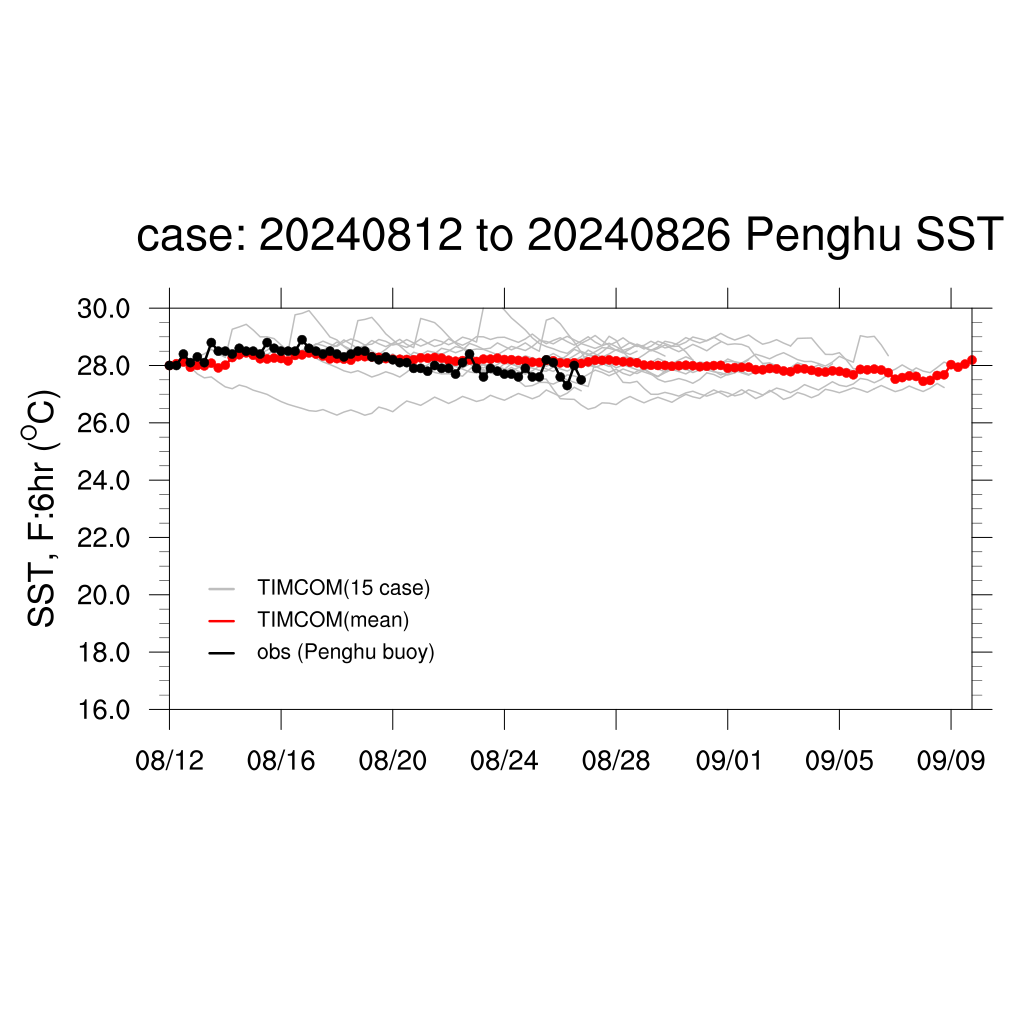 case: 20240812 to 20240826 Penghu SST
30.0
28.0
26.0
24.0
22.0
20.0
18.0
16.0
SST, F:6hr (°C)
TIMCOM(15 case)
TIMCOM(mean)
obs (Penghu buoy)
08/12 08/16 08/20 08/24 08/28 09/01 09/05 09/09